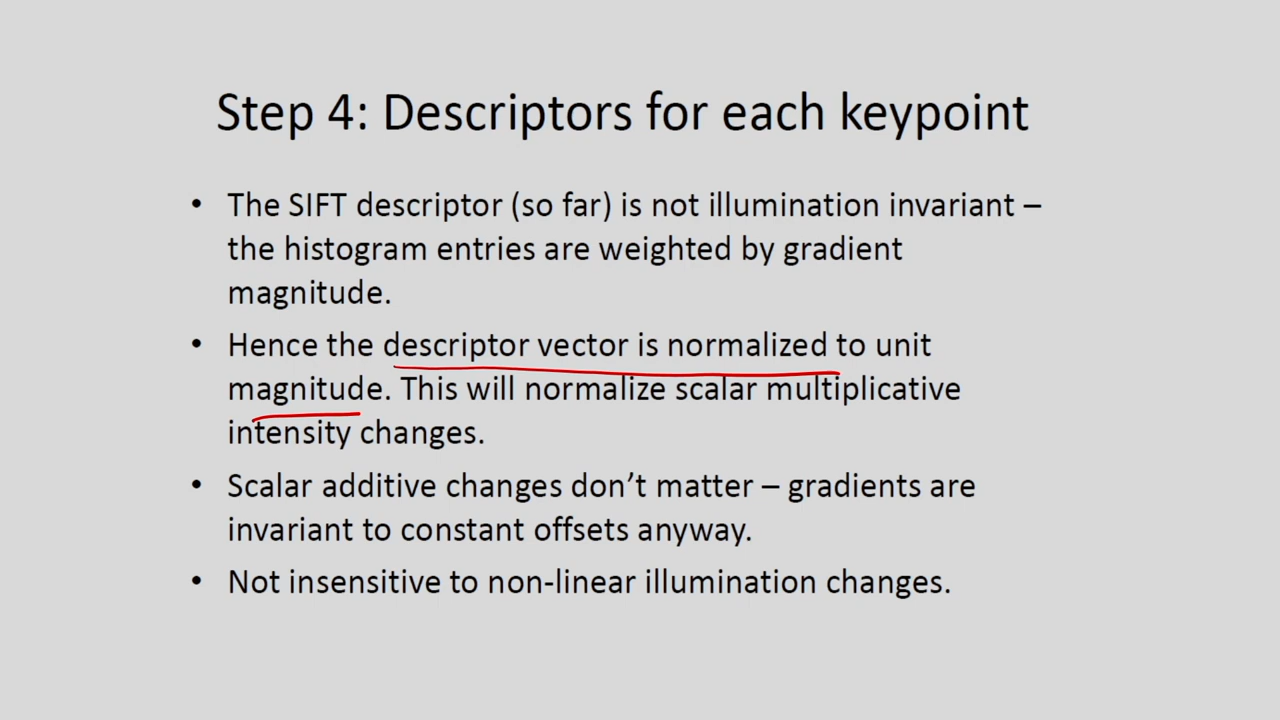 Step 4: Descriptors for each keypoint
• The SIFT descriptor (so far) is not illumination invariant –
the histogram entries are weighted by gradient
magnitude.
• Hence the descriptor vector is normalized to unit
magnitude. This will normalize scalar multiplicative
intensity changes.
• Scalar additive changes don’t matter – gradients are
invariant to constant offsets anyway.
• Not insensitive to non-linear illumination changes.